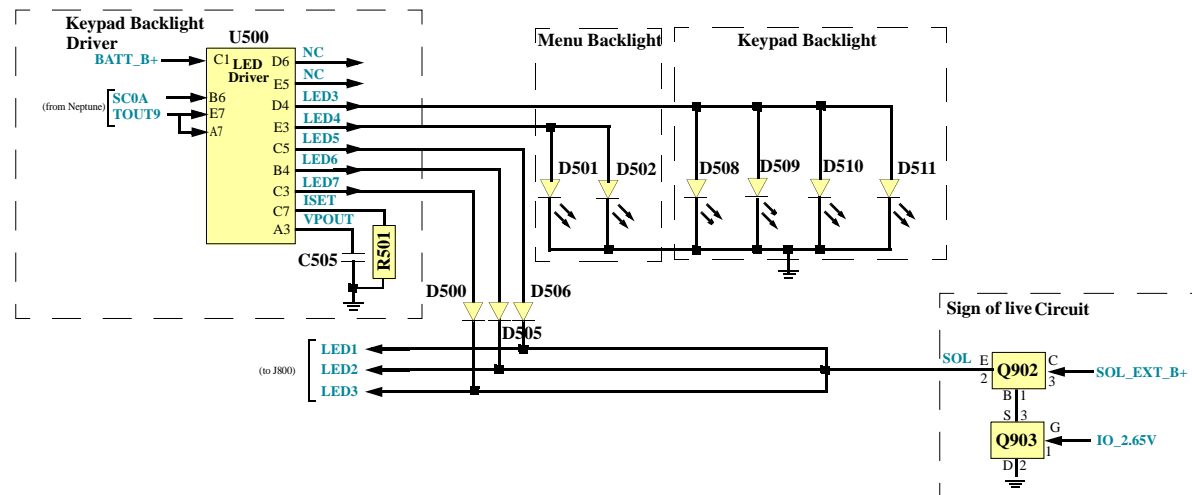 Keypad Backlight
Driver
U500
BATT_B+
C1
LED
Driver
D6
NC
E5
NC
(from Neptune)
SC0A
TOUT9
B6
E7
A7
D4
LED3
E3
LED4
C5
LED5
B4
LED6
C3
LED7
C7
ISET
A3
VPOUT
C505
R501
Menu Backlight
D501
D502
Keypad Backlight
D508
D509
D510
D511
D500
D506
D505
(to J800)
LED1
LED2
LED3
Sign of live Circuit
SOL
E
2
Q902
C
3
SOL_EXT_B+
B
1
S
3
Q903
G
1
IO_2.65V
D
2